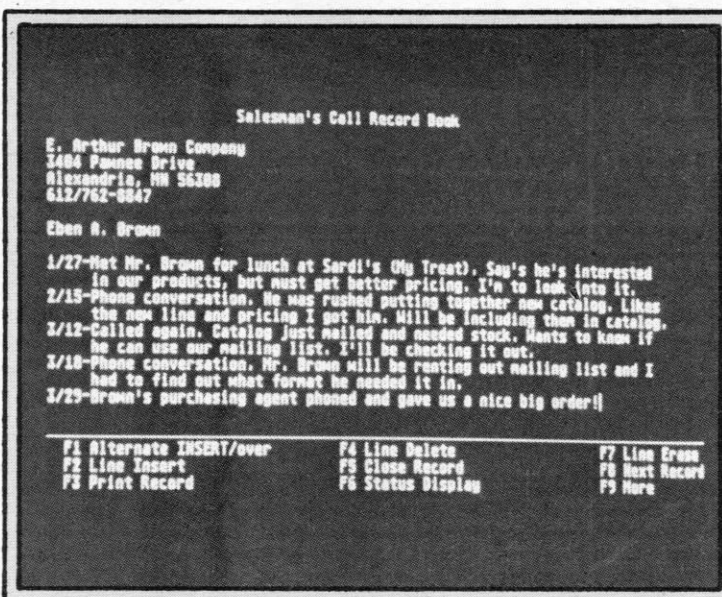 Salesman's Call Record Book
E. Arthur Brown Company
3404 Pawnee Drive
Alexandria, MN 56308
612/762-8847
Eben A. Brown
1/27-Met Mr. Brown for lunch at Sardi's (My Treat). Say's he's interested
in our products, but must get better pricing. I'm to look into it.
2/15-Phone conversation. He was rushed putting together new catalog. Likes
the new line and pricing I got him. Will be including them in catalog.
3/12-Called again. Catalog just mailed and needed stock. Wants to know if
he can use our mailing list. I'll be checking it out.
3/18-Phone conversation. Mr. Brown will be renting out mailing list and I
had to find out what format he needed it in.
3/29-Brown's purchasing agent phoned and gave us a nice big order!
F1 Alternate INSERT/over F4 Line Delete F7 Line Erase
F2 Line Insert F5 Close Record F8 Next Record
F3 Print Record F6 Status Display F9 More